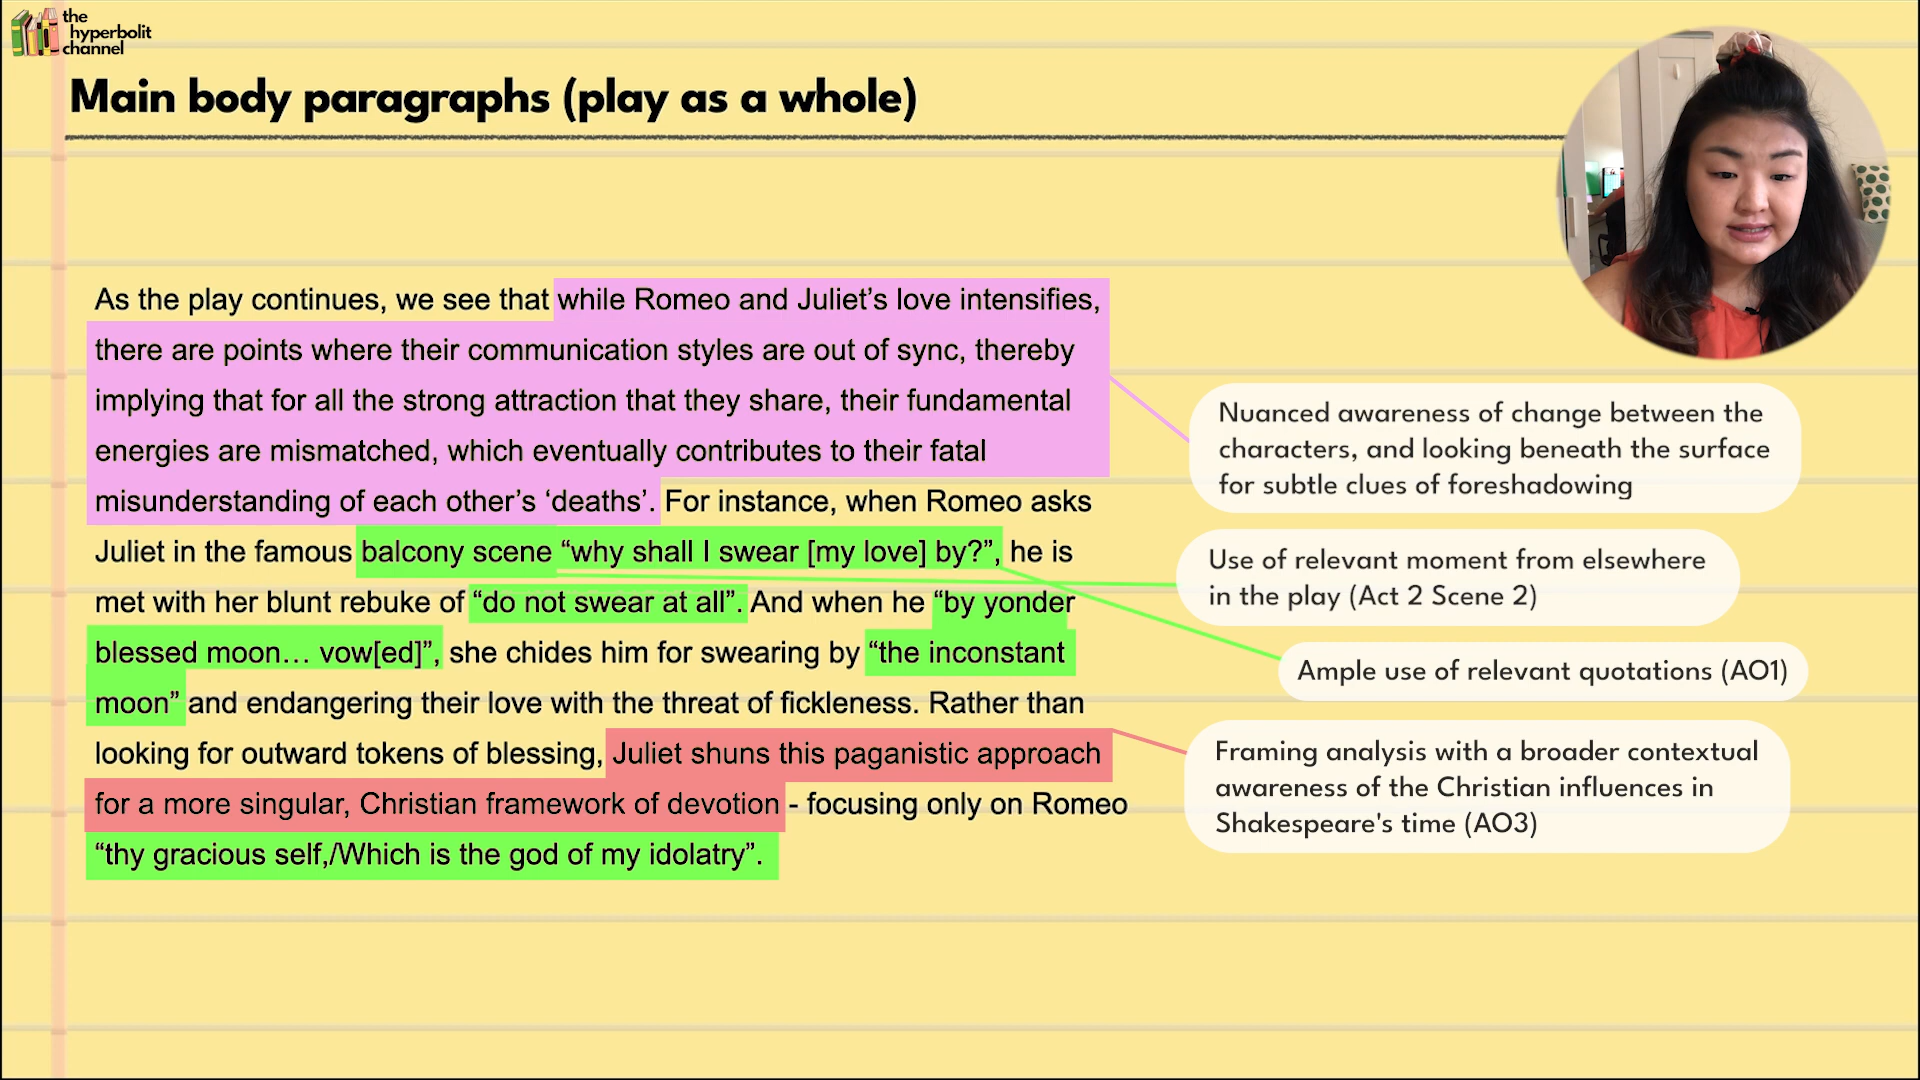 the
hyperbolit
channel
Main body paragraphs (play as a whole)
As the play continues, we see that while Romeo and Juliet’s love intensifies,
there are points where their communication styles are out of sync, thereby
implying that for all the strong attraction that they share, their fundamental
energies are mismatched, which eventually contributes to their fatal
misunderstanding of each other’s ‘deaths’. For instance, when Romeo asks
Juliet in the famous balcony scene “why shall I swear [my love] by?”, he is
met with her blunt rebuke of “do not swear at all”. And when he “by yonder
blessed moon… vow[ed]”, she chides him for swearing by “the inconstant
moon” and endangering their love with the threat of fickleness. Rather than
looking for outward tokens of blessing, Juliet shuns this paganistic approach
for a more singular, Christian framework of devotion - focusing only on Romeo
“thy gracious self,/Which is the god of my idolatry”.
Nuanced awareness of change between the
characters, and looking beneath the surface
for subtle clues of foreshadowing
Use of relevant moment from elsewhere
in the play (Act 2 Scene 2)
Ample use of relevant quotations (AO1)
Framing analysis with a broader contextual
awareness of the Christian influences in
Shakespeare's time (AO3)